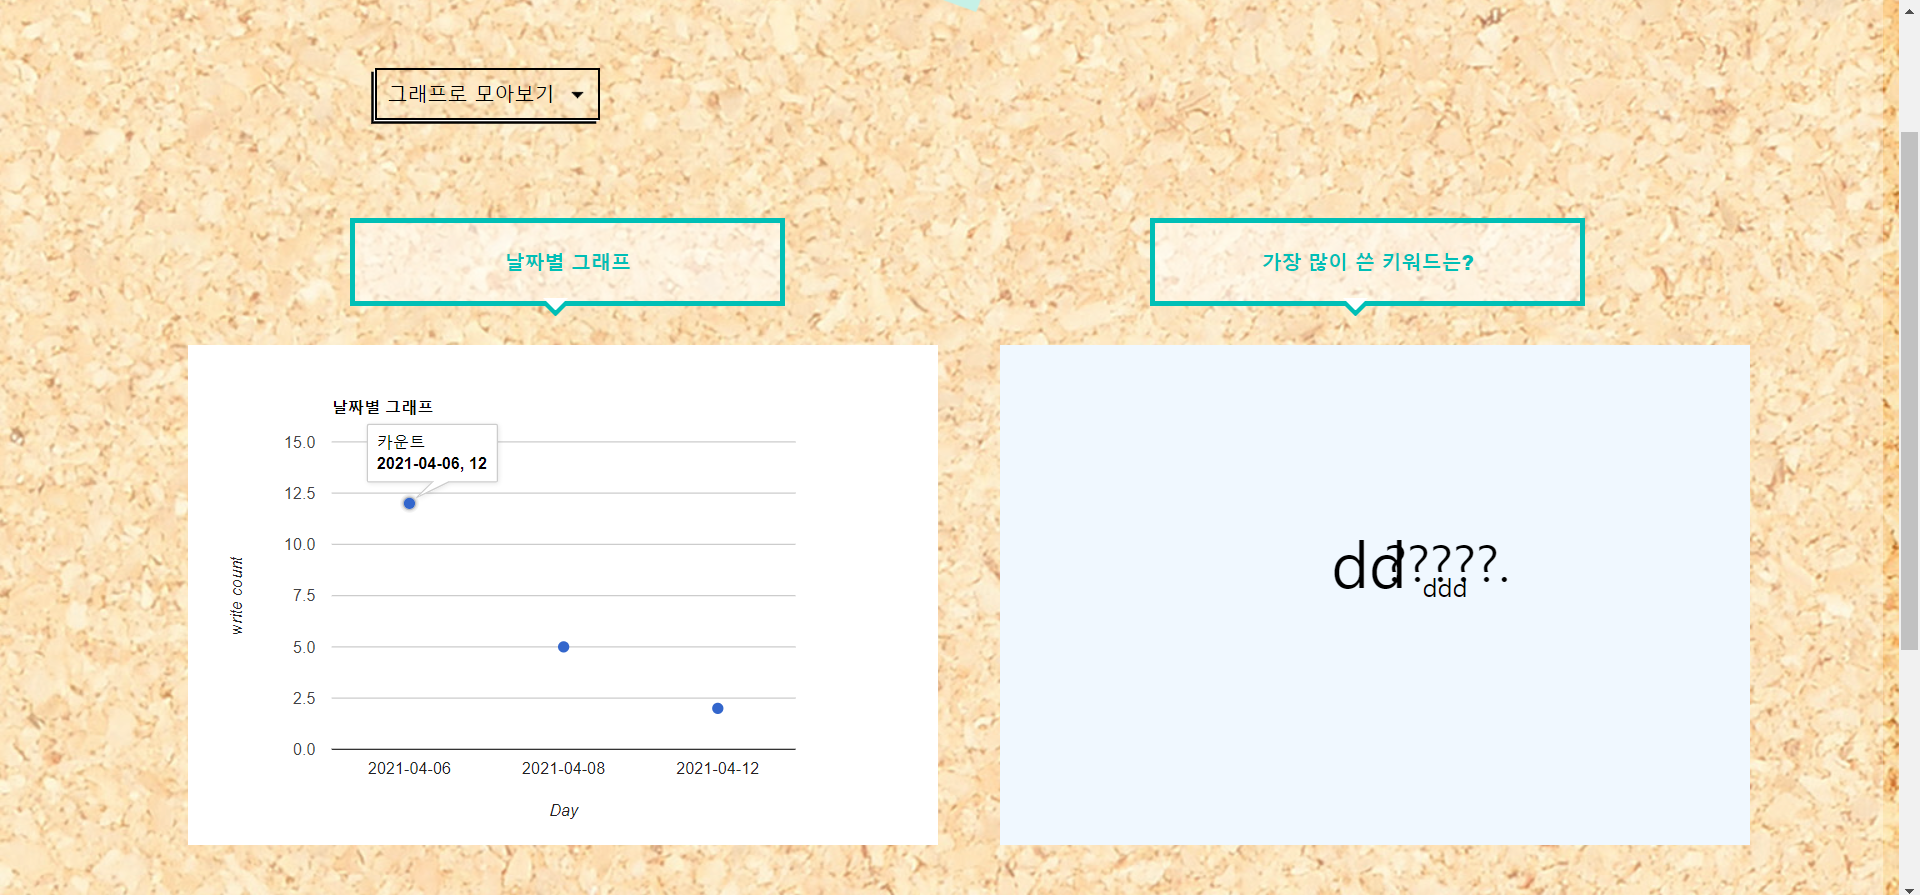 그래프로 모아보기
날짜별 그래프
가장 많이 쓴 키워드는?
날짜별 그래프
카운트
2021-04-06, 12
15.0
12.5
10.0
7.5
5.0
2.5
0.0
write count
2021-04-06 2021-04-08 2021-04-12
Day
dd
?????.
ddd